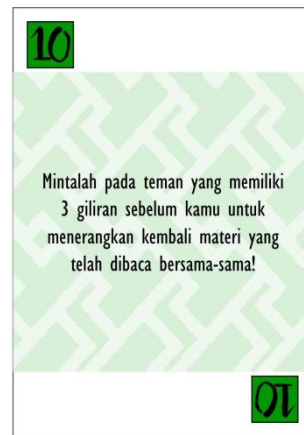 10
Mintalah pada teman yang memiliki
3 giliran sebelum kamu untuk
menerangkan kembali materi yang
telah dibaca bersama-sama!
10